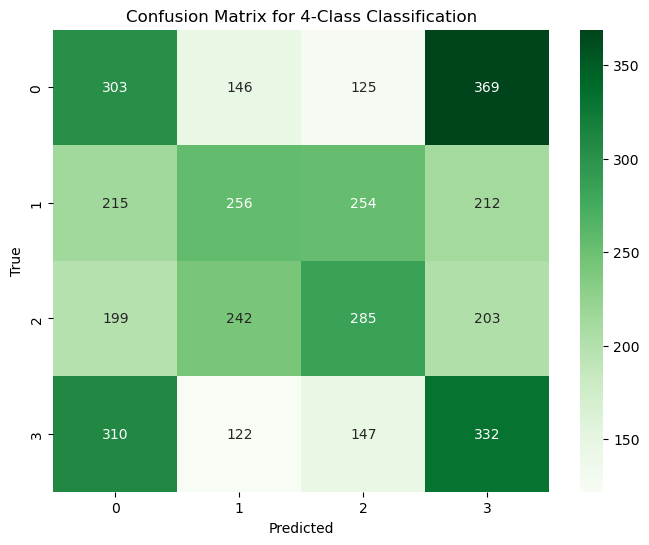 Confusion Matrix for 4-Class Classification
0 303 146 125 369
1 215 256 254 212
2 199 242 285 203
3 310 122 147 332
0 1 2 3
Predicted
True
350
300
250
200
150